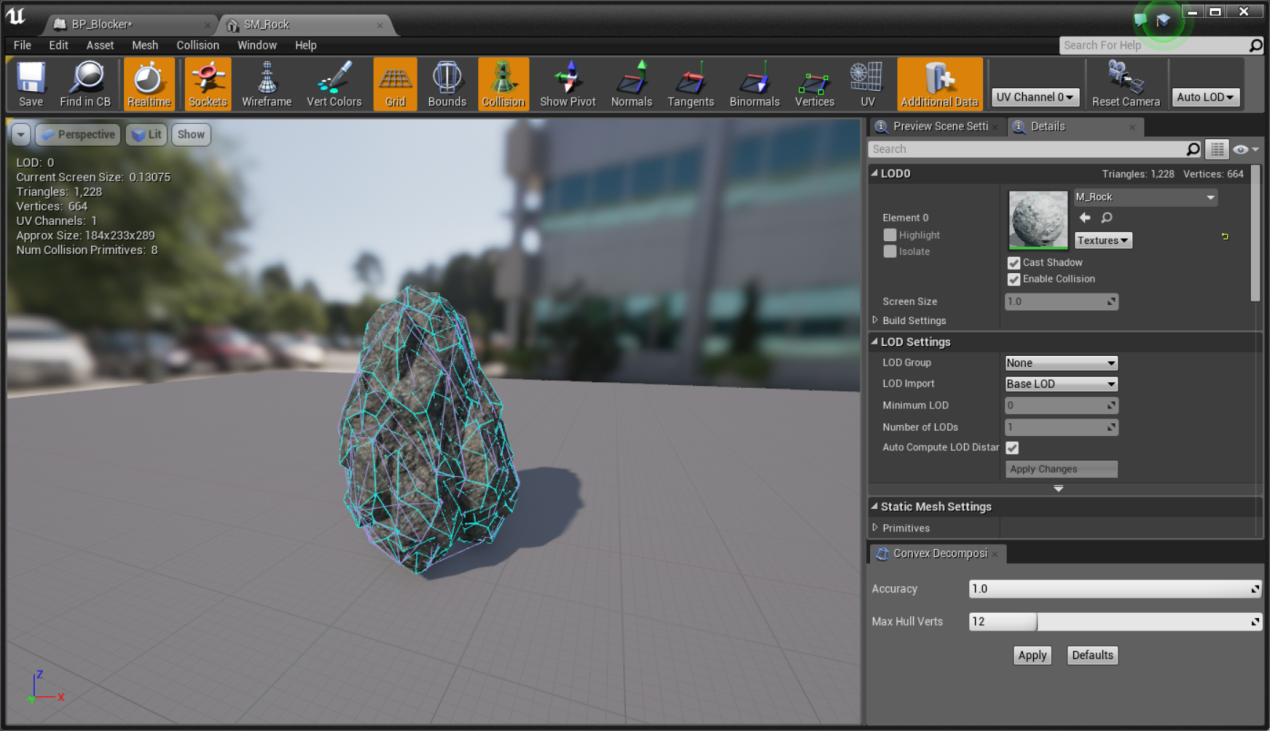 BP_Blocker*
SM_Rock
File Edit Asset Mesh Collision Window Help
Search For Help
Save Find in CB Realtime Sockets Wireframe Vert Colors Grid Bounds Collision Show Pivot Normals Tangents Binormals Vertices UV Additional Data UV Channel 0 Reset Camera Auto LOD
Perspective Lit Show
LOD: 0
Current Screen Size: 0.13075
Triangles: 1,228
Vertices: 664
UV Channels: 1
Approx Size: 184x233x289
Num Collision Primitives: 8
Z
X
Preview Scene Setti Details
Search
LOD0 Triangles: 1,228 Vertices: 664
M_Rock
Element 0
Highlight
Isolate
Textures
Cast Shadow
Enable Collision
Screen Size 1.0
Build Settings
LOD Settings
LOD Group None
LOD Import Base LOD
Minimum LOD 0
Number of LODs 1
Auto Compute LOD Distar
Apply Changes
Static Mesh Settings
Primitives
Convex Decomposi
Accuracy 1.0
Max Hull Verts 12
Apply Defaults